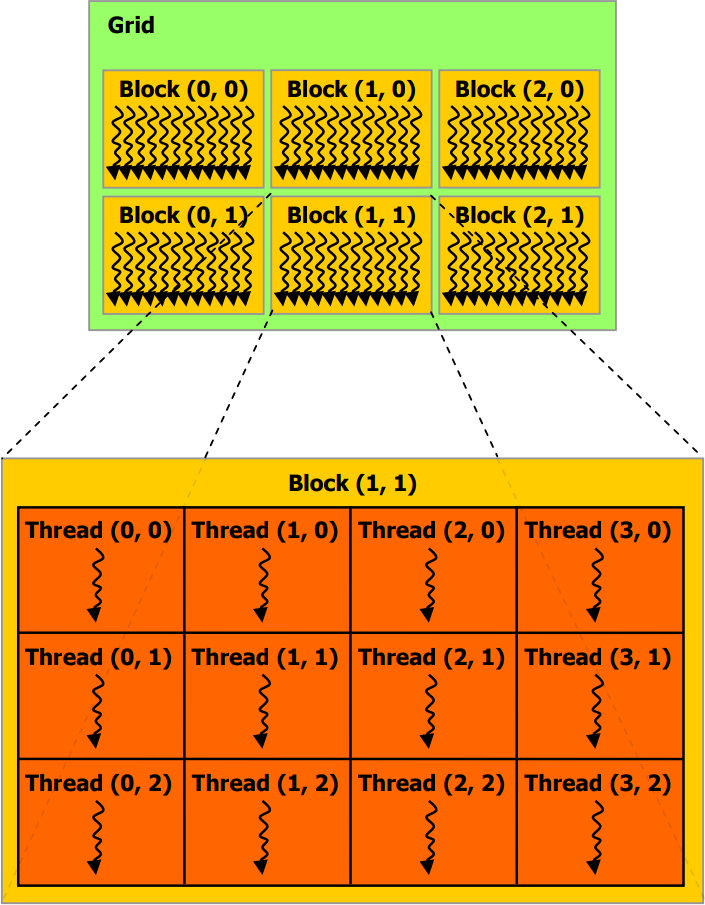 Grid
Block (0, 0) Block (1, 0) Block (2, 0)
Block (0, 1) Block (1, 1) Block (2, 1)
Block (1, 1)
Thread (0, 0) Thread (1, 0) Thread (2, 0) Thread (3, 0)
Thread (0, 1) Thread (1, 1) Thread (2, 1) Thread (3, 1)
Thread (0, 2) Thread (1, 2) Thread (2, 2) Thread (3, 2)